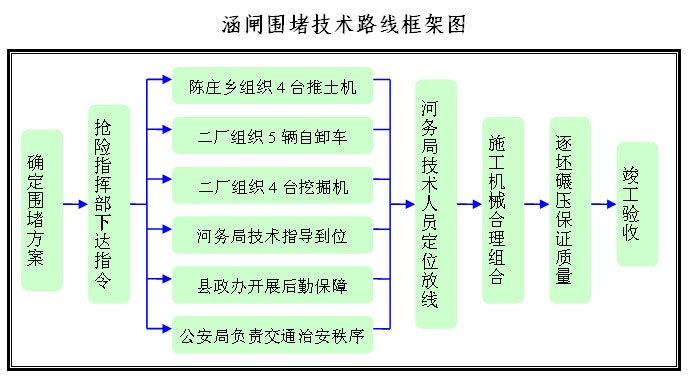 涵闸围堵技术路线框架图
确定围堵方案
抢险指挥部下达指令
陈庄乡组织4台推土机
二厂组织5辆自卸车
二厂组织4台挖掘机
河务局技术指导到位
县政办开展后勤保障
公安局负责交通治安秩序
河务局技术人员定位放线
施工机械合理组合
逐坯碾压保证质量
竣工验收